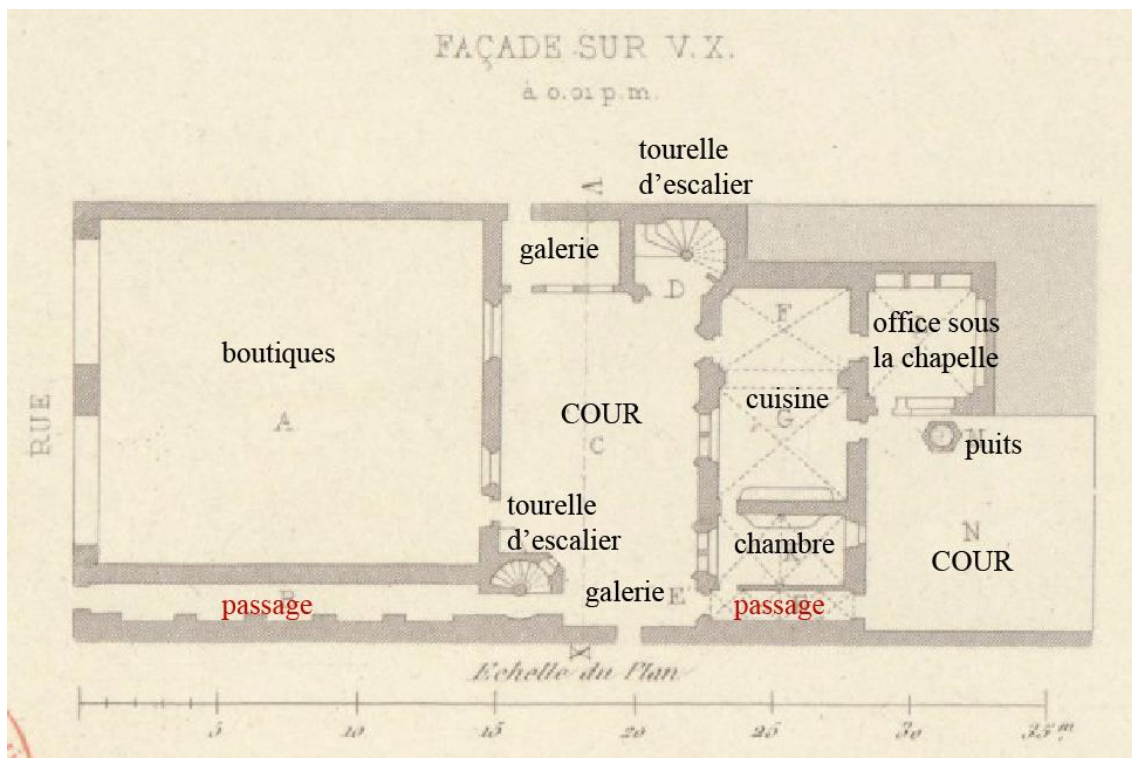 FAÇADE SUR V. X.
à 0.01 p.m.
tourelle
d'escalier
V
galerie
D
F
office sous
la chapelle
boutiques
cuisine
RUE
A
COUR
C
G
puits
tourelle
d'escalier
chambre
N
COUR
passage
galerie
E
passage
X
Echelle du Plan
5
10
15
20
25
30
35 m